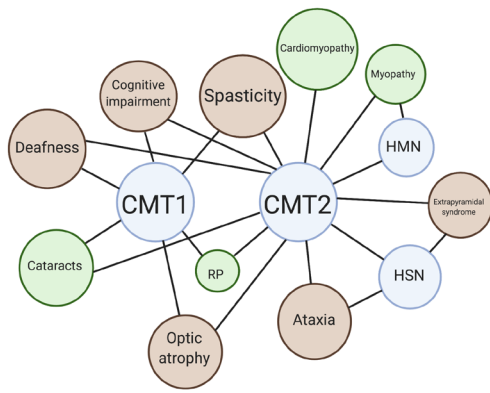 Cardiomyopathy
Cognitive
impairment
Spasticity
Myopathy
Deafness
HMN
CMT1
CMT2
Extrapyramidal
syndrome
Cataracts
RP
HSN
Ataxia
Optic
atrophy